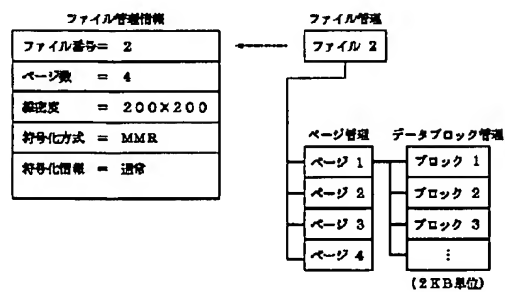 ファイル管理情報
ファイル番号= 2
ページ数 = 4
線密度 = 200×200
符号化方式 = MMR
符号化情報 = 通常
ファイル管理
ファイル 2
ページ管理
ページ 1
ページ 2
ページ 3
ページ 4
データブロック管理
ブロック 1
ブロック 2
ブロック 3
⋮
(2KB単位)